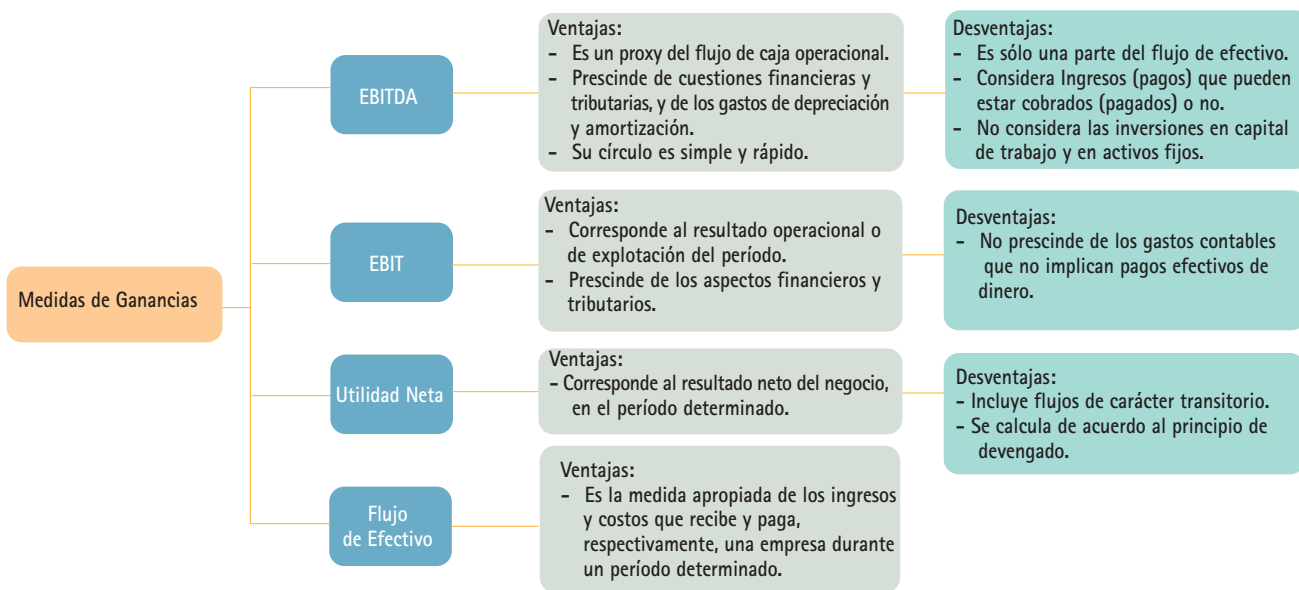 Medidas de Ganancias
EBITDA
Ventajas:
- Es un proxy del flujo de caja operacional.
- Prescinde de cuestiones financieras y
tributarias, y de los gastos de depreciación
y amortización.
- Su círculo es simple y rápido.
Desventajas:
- Es sólo una parte del flujo de efectivo.
- Considera Ingresos (pagos) que pueden
estar cobrados (pagados) o no.
- No considera las inversiones en capital
de trabajo y en activos fijos.
EBIT
Ventajas:
- Corresponde al resultado operacional o
de explotación del período.
- Prescinde de los aspectos financieros y
tributarios.
Desventajas:
- No prescinde de los gastos contables
que no implican pagos efectivos de
dinero.
Utilidad Neta
Ventajas:
- Corresponde al resultado neto del negocio,
en el período determinado.
Desventajas:
- Incluye flujos de carácter transitorio.
- Se calcula de acuerdo al principio de
devengado.
Flujo
de Efectivo
Ventajas:
- Es la medida apropiada de los ingresos
y costos que recibe y paga,
respectivamente, una empresa durante
un período determinado.